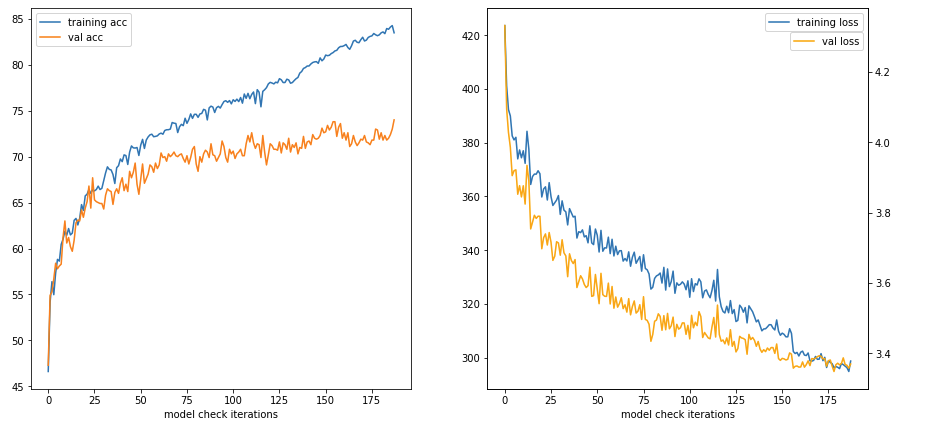 training acc
val acc
85
80
75
70
65
60
55
50
45
0 25 50 75 100 125 150 175
model check iterations
training loss
val loss
420
400
380
360
340
320
300
4.2
4.0
3.8
3.6
3.4
0 25 50 75 100 125 150 175
model check iterations